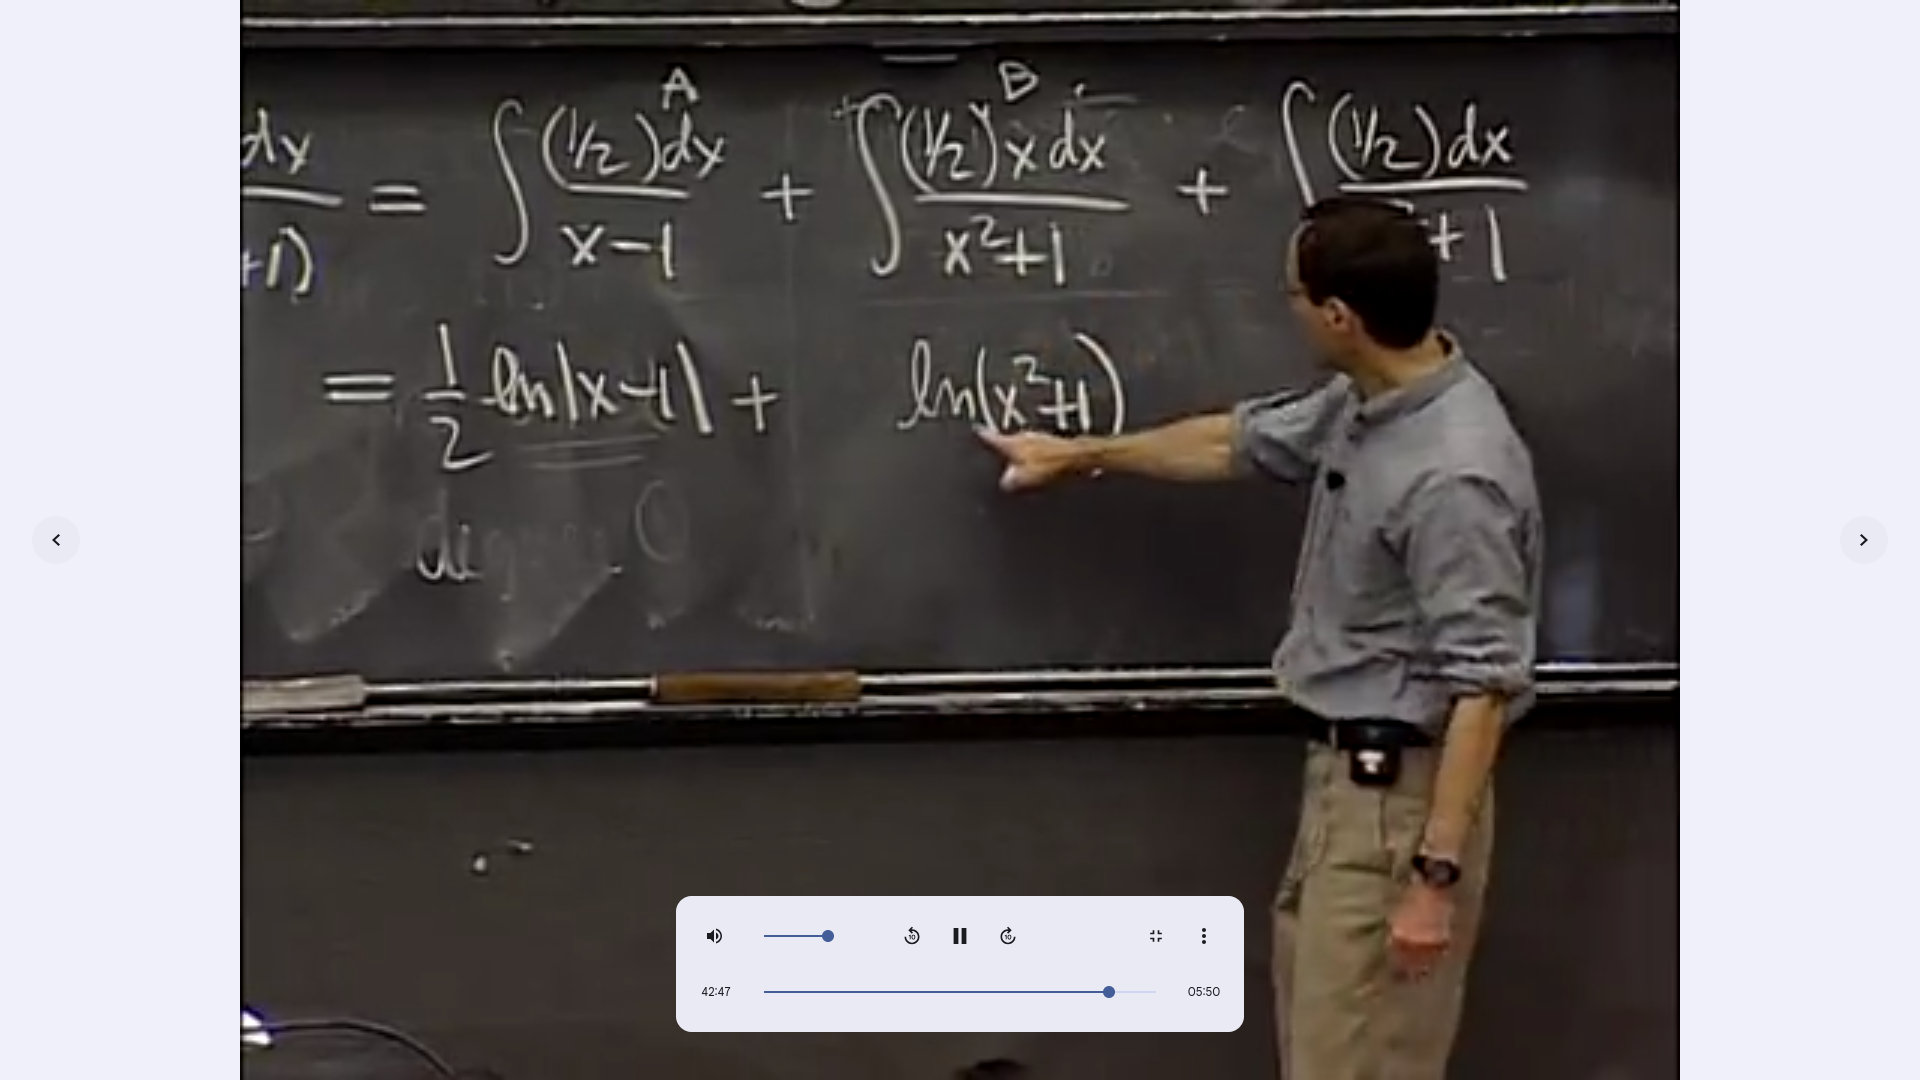 A B
dx = ∫ (1/2)dx + ∫ (1/2) x dx + ∫ (1/2) dx
+1) x-1 x²+1 +1
= 1/2 ln|x-1| + ln(x²+1)
42:47 05:50